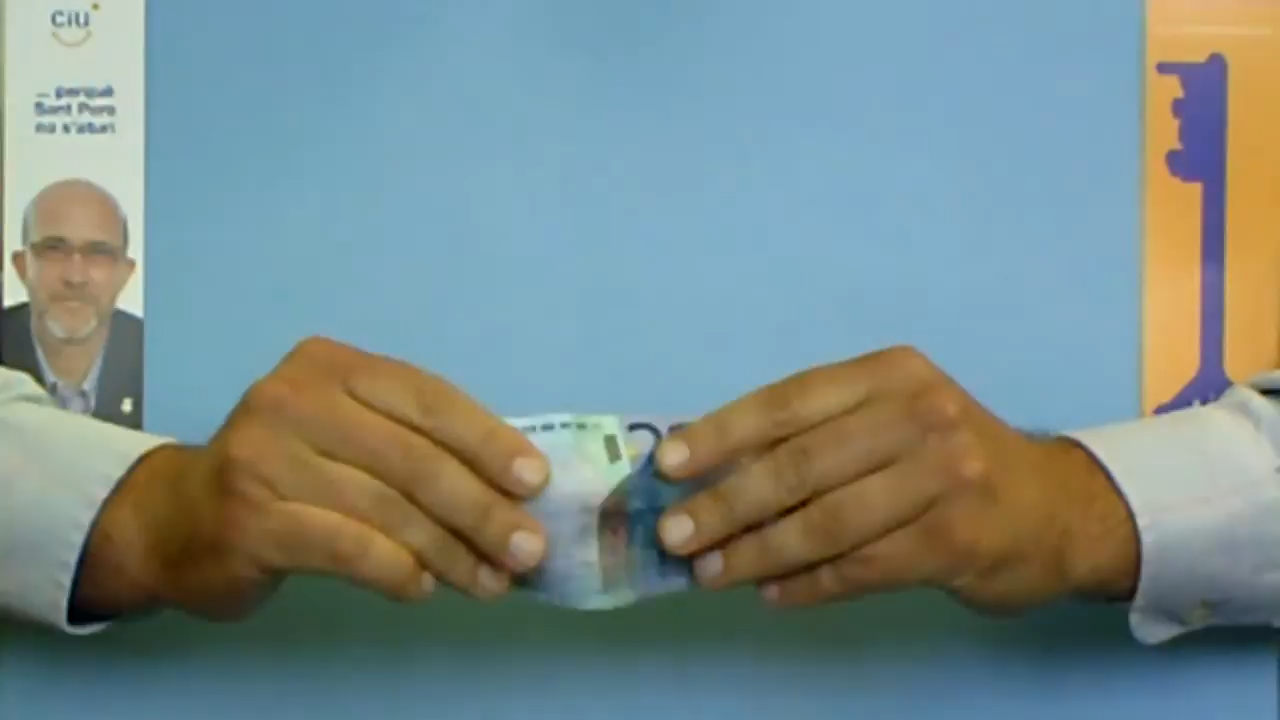 ciu
... perquè
Sant Pere
no s'aturi